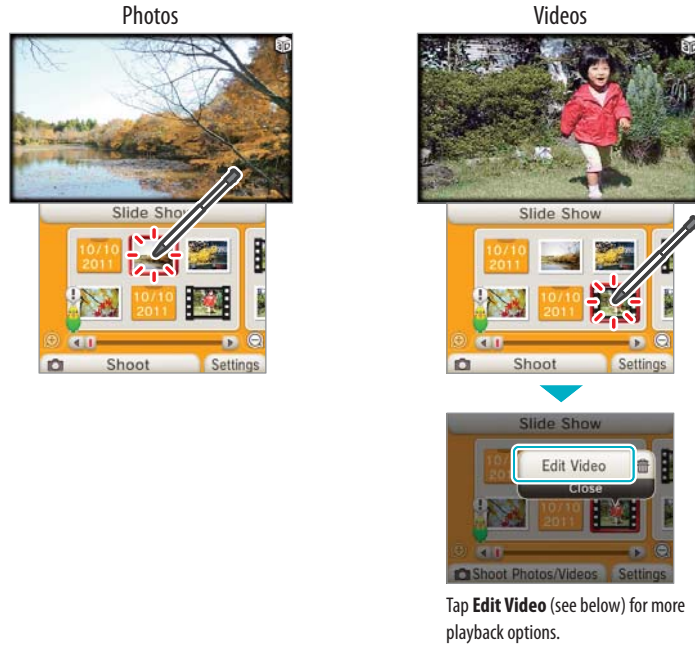 Photos
3D
Slide Show
10/10
2011
10/10
2011
Shoot
Settings
Videos
3D
Slide Show
10/10
2011
10/10
2011
Shoot
Settings
Slide Show
Edit Video
Close
10/10
2011
Shoot Photos/Videos
Settings
Tap Edit Video (see below) for more
playback options.